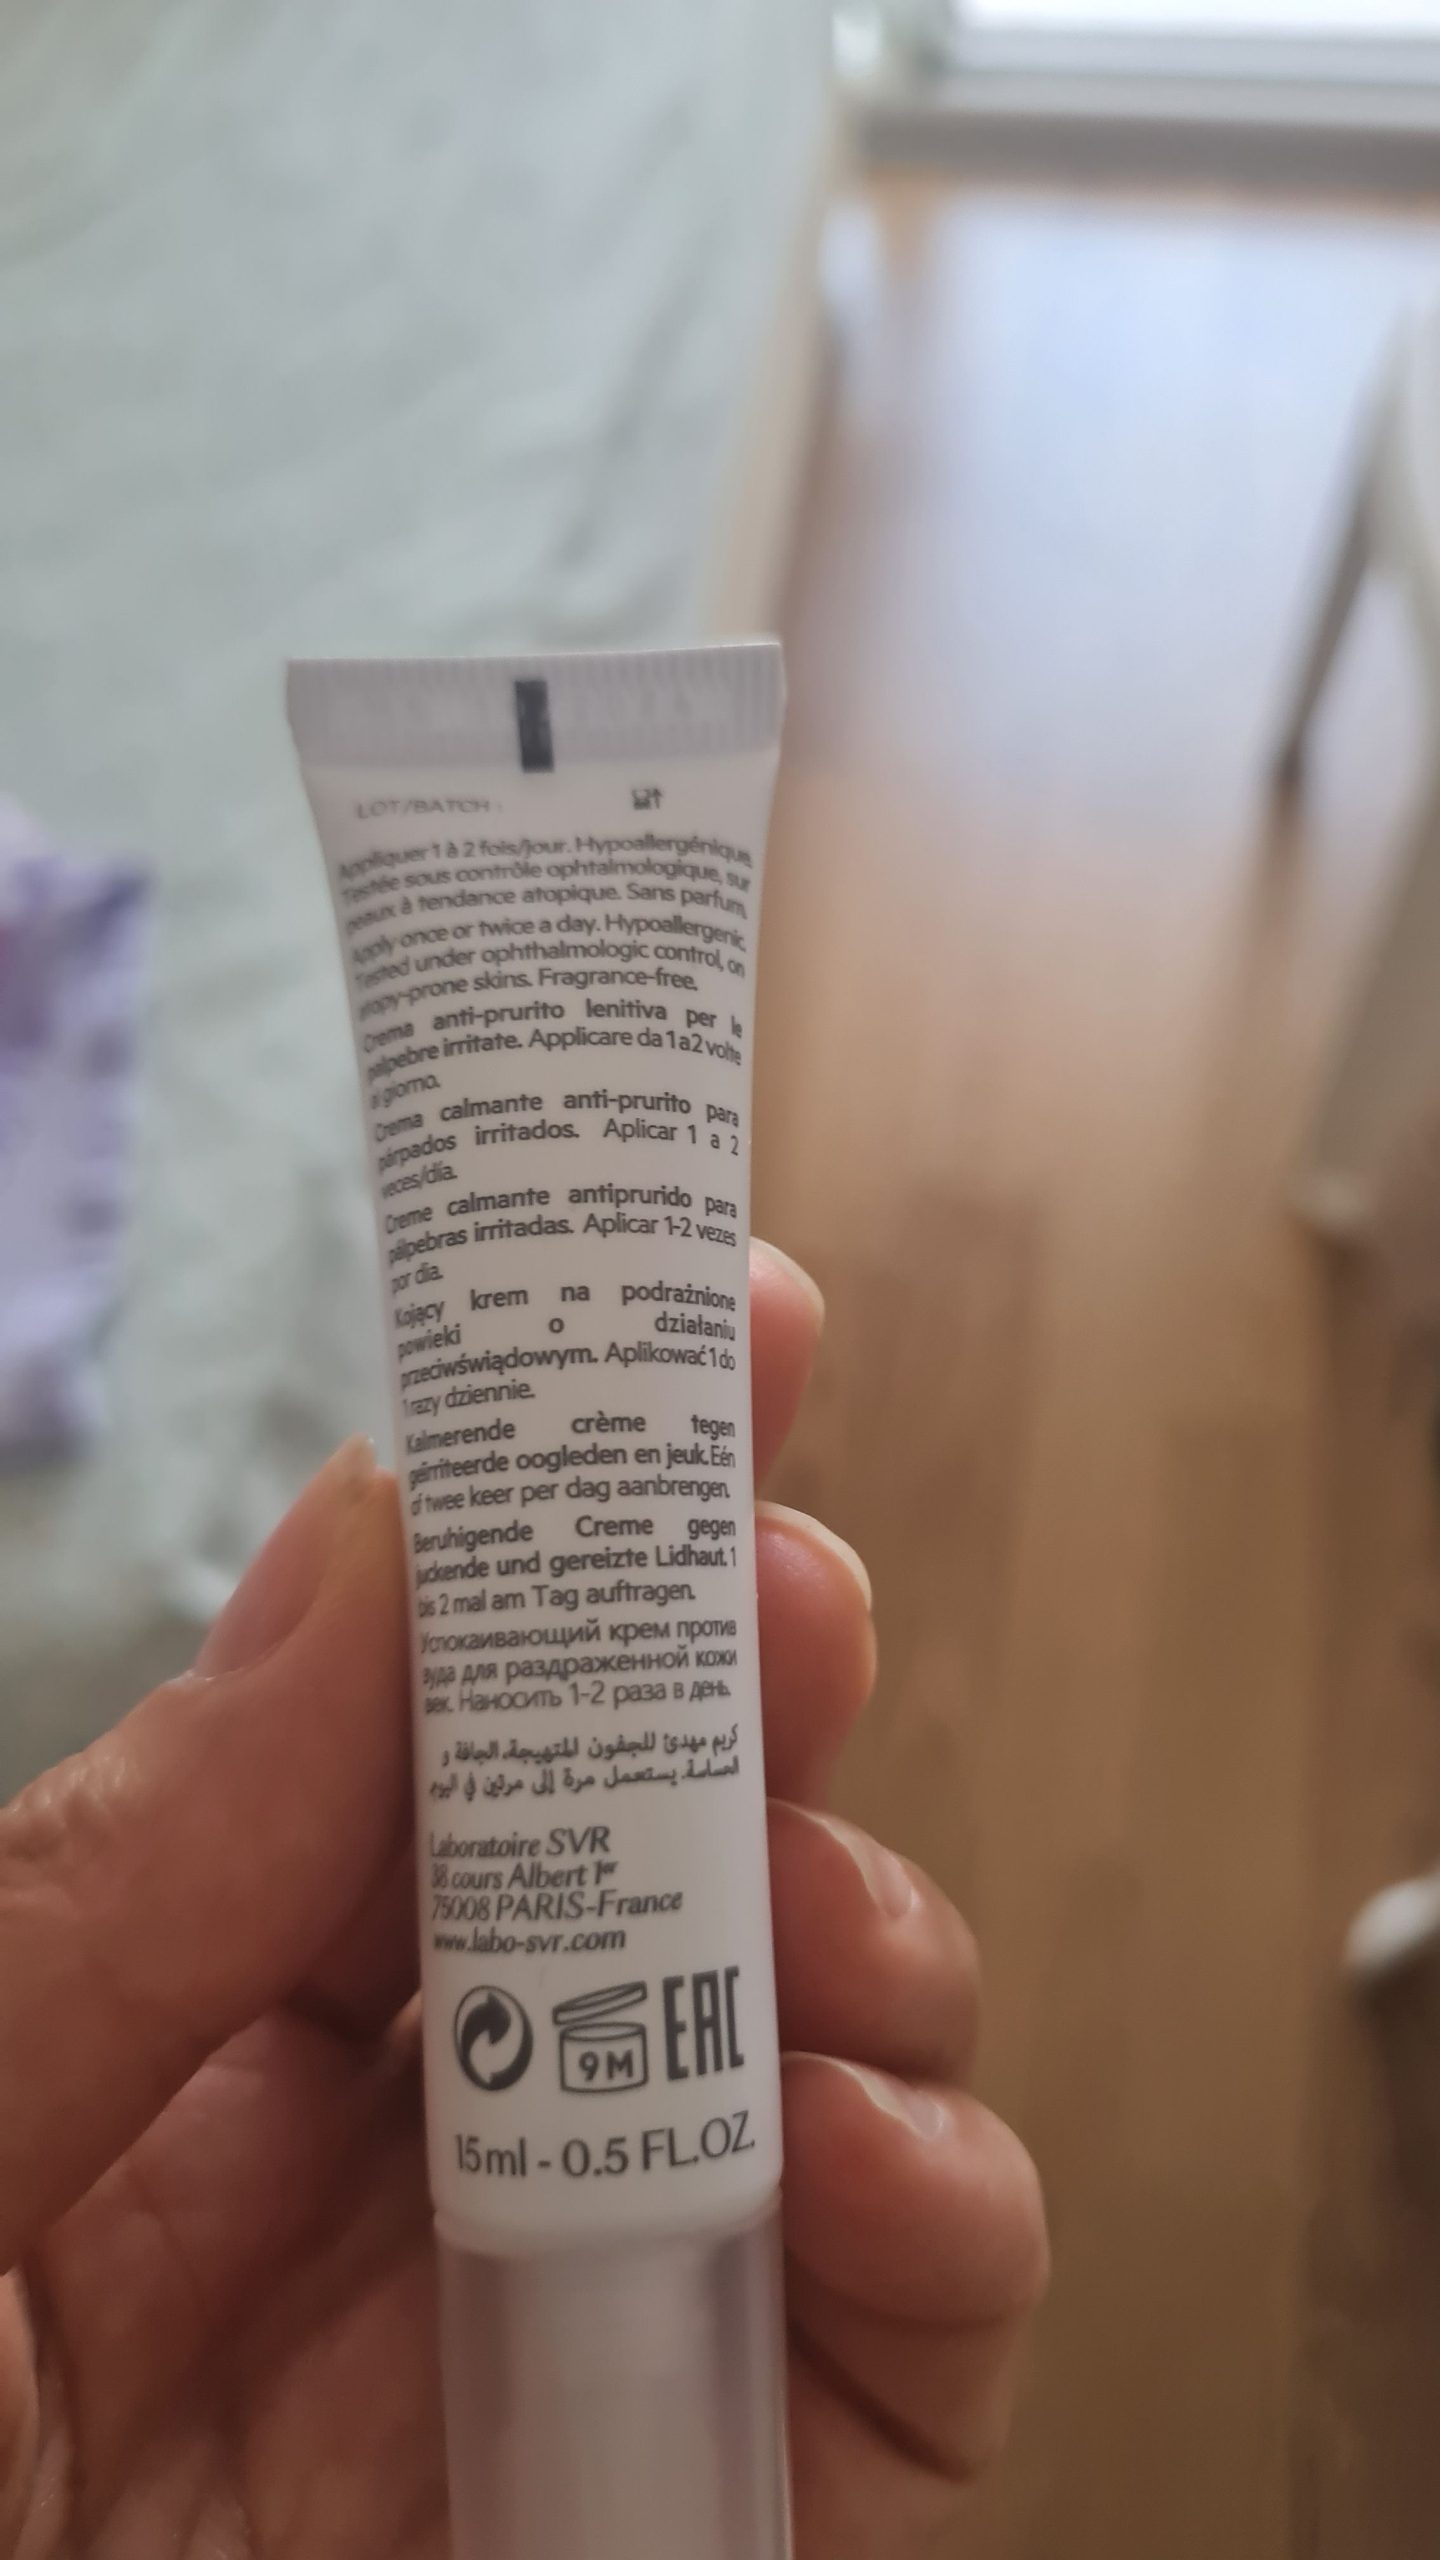 LOT/BATCH :
Appliquer 1 à 2 fois/jour. Hypoallergénique.
Testée sous contrôle ophtalmologique, sur
peaux à tendance atopique. Sans parfum.
Apply once or twice a day. Hypoallergenic.
Tested under ophthalmologic control, on
atopy-prone skins. Fragrance-free.
Crema anti-prurito lenitiva per le
palpebre irritate. Applicare da 1 a 2 volte
al giorno.
Crema calmante anti-prurito para
párpados irritados. Aplicar 1 a 2
veces/día.
Creme calmante antiprurido para
pálpebras irritadas. Aplicar 1-2 vezes
por dia.
Kojący krem na podrażnione
powieki o działaniu
przeciwświądowym. Aplikować 1 do
1 razy dziennie.
Kalmerende crème tegen
geïrriteerde oogleden en jeuk. Eén
of twee keer per dag aanbrengen.
Beruhigende Creme gegen
juckende und gereizte Lidhaut. 1
bis 2 mal am Tag auftragen.
Успокаивающий крем против
зуда для раздраженной кожи
век. Наносить 1-2 раза в день.
كريم مهدئ للجفون المتهيجة، الجافة و
الحساسة. يستعمل مرة إلى مرتين في اليوم
Laboratoire SVR
38 cours Albert 1er
75008 PARIS-France
www.labo-svr.com
9M EAC
15ml - 0.5 FL.OZ.